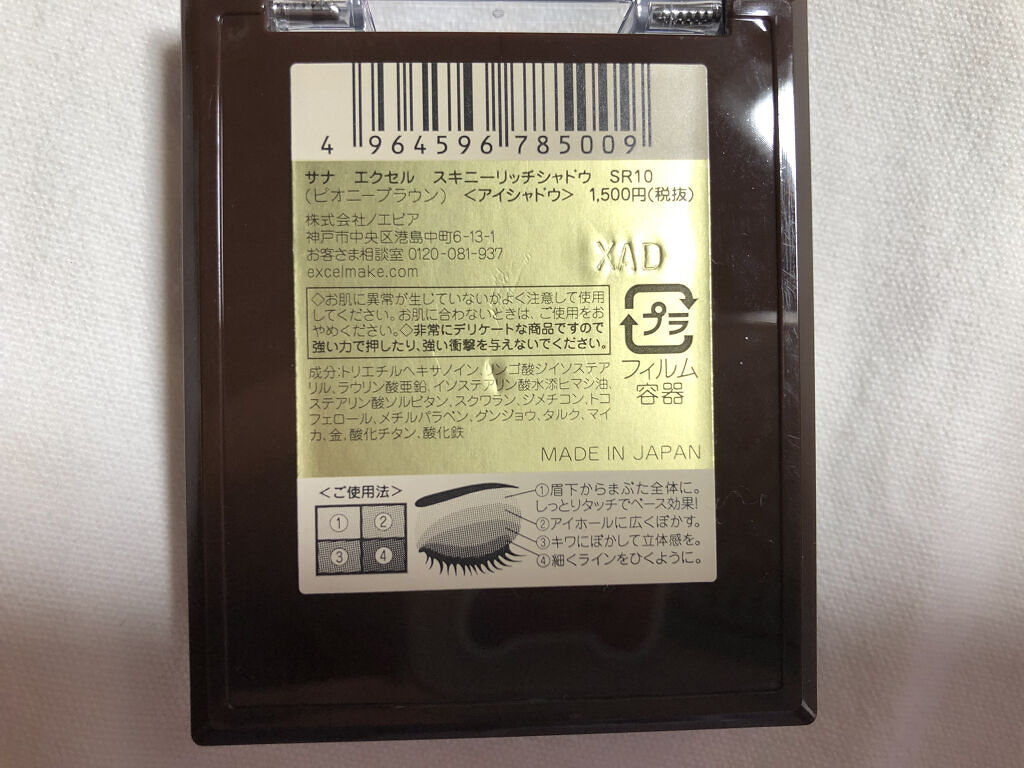 4 964596 785009
サナ エクセル スキニーリッチシャドウ SR10
(ピオニーブラウン) <アイシャドウ> 1,500円(税抜)
株式会社ノエビア
神戸市中央区港島中町6-13-1
お客さま相談室 0120-081-937
excelmake.com
XAD
◇お肌に異常が生じていないかよく注意して使用
してください。お肌に合わないときは、ご使用をお
やめください。◇非常にデリケートな商品ですので
強い力で押したり、強い衝撃を与えないでください。
プラ
フィルム
容器
成分:トリエチルヘキサノイン、リンゴ酸ジイソステア
リル、ラウリン酸亜鉛、イソステアリン酸水添ヒマシ油、
ステアリン酸ソルビタン、スクワラン、ジメチコン、トコ
フェロール、メチルパラベン、グンジョウ、タルク、マイ
カ、金、酸化チタン、酸化鉄
MADE IN JAPAN
<ご使用法>
① ②
③ ④
①眉下からまぶた全体に。
しっとりタッチでベース効果!
②アイホールに広くぼかす。
③キワにぼかして立体感を。
④細くラインをひくように。